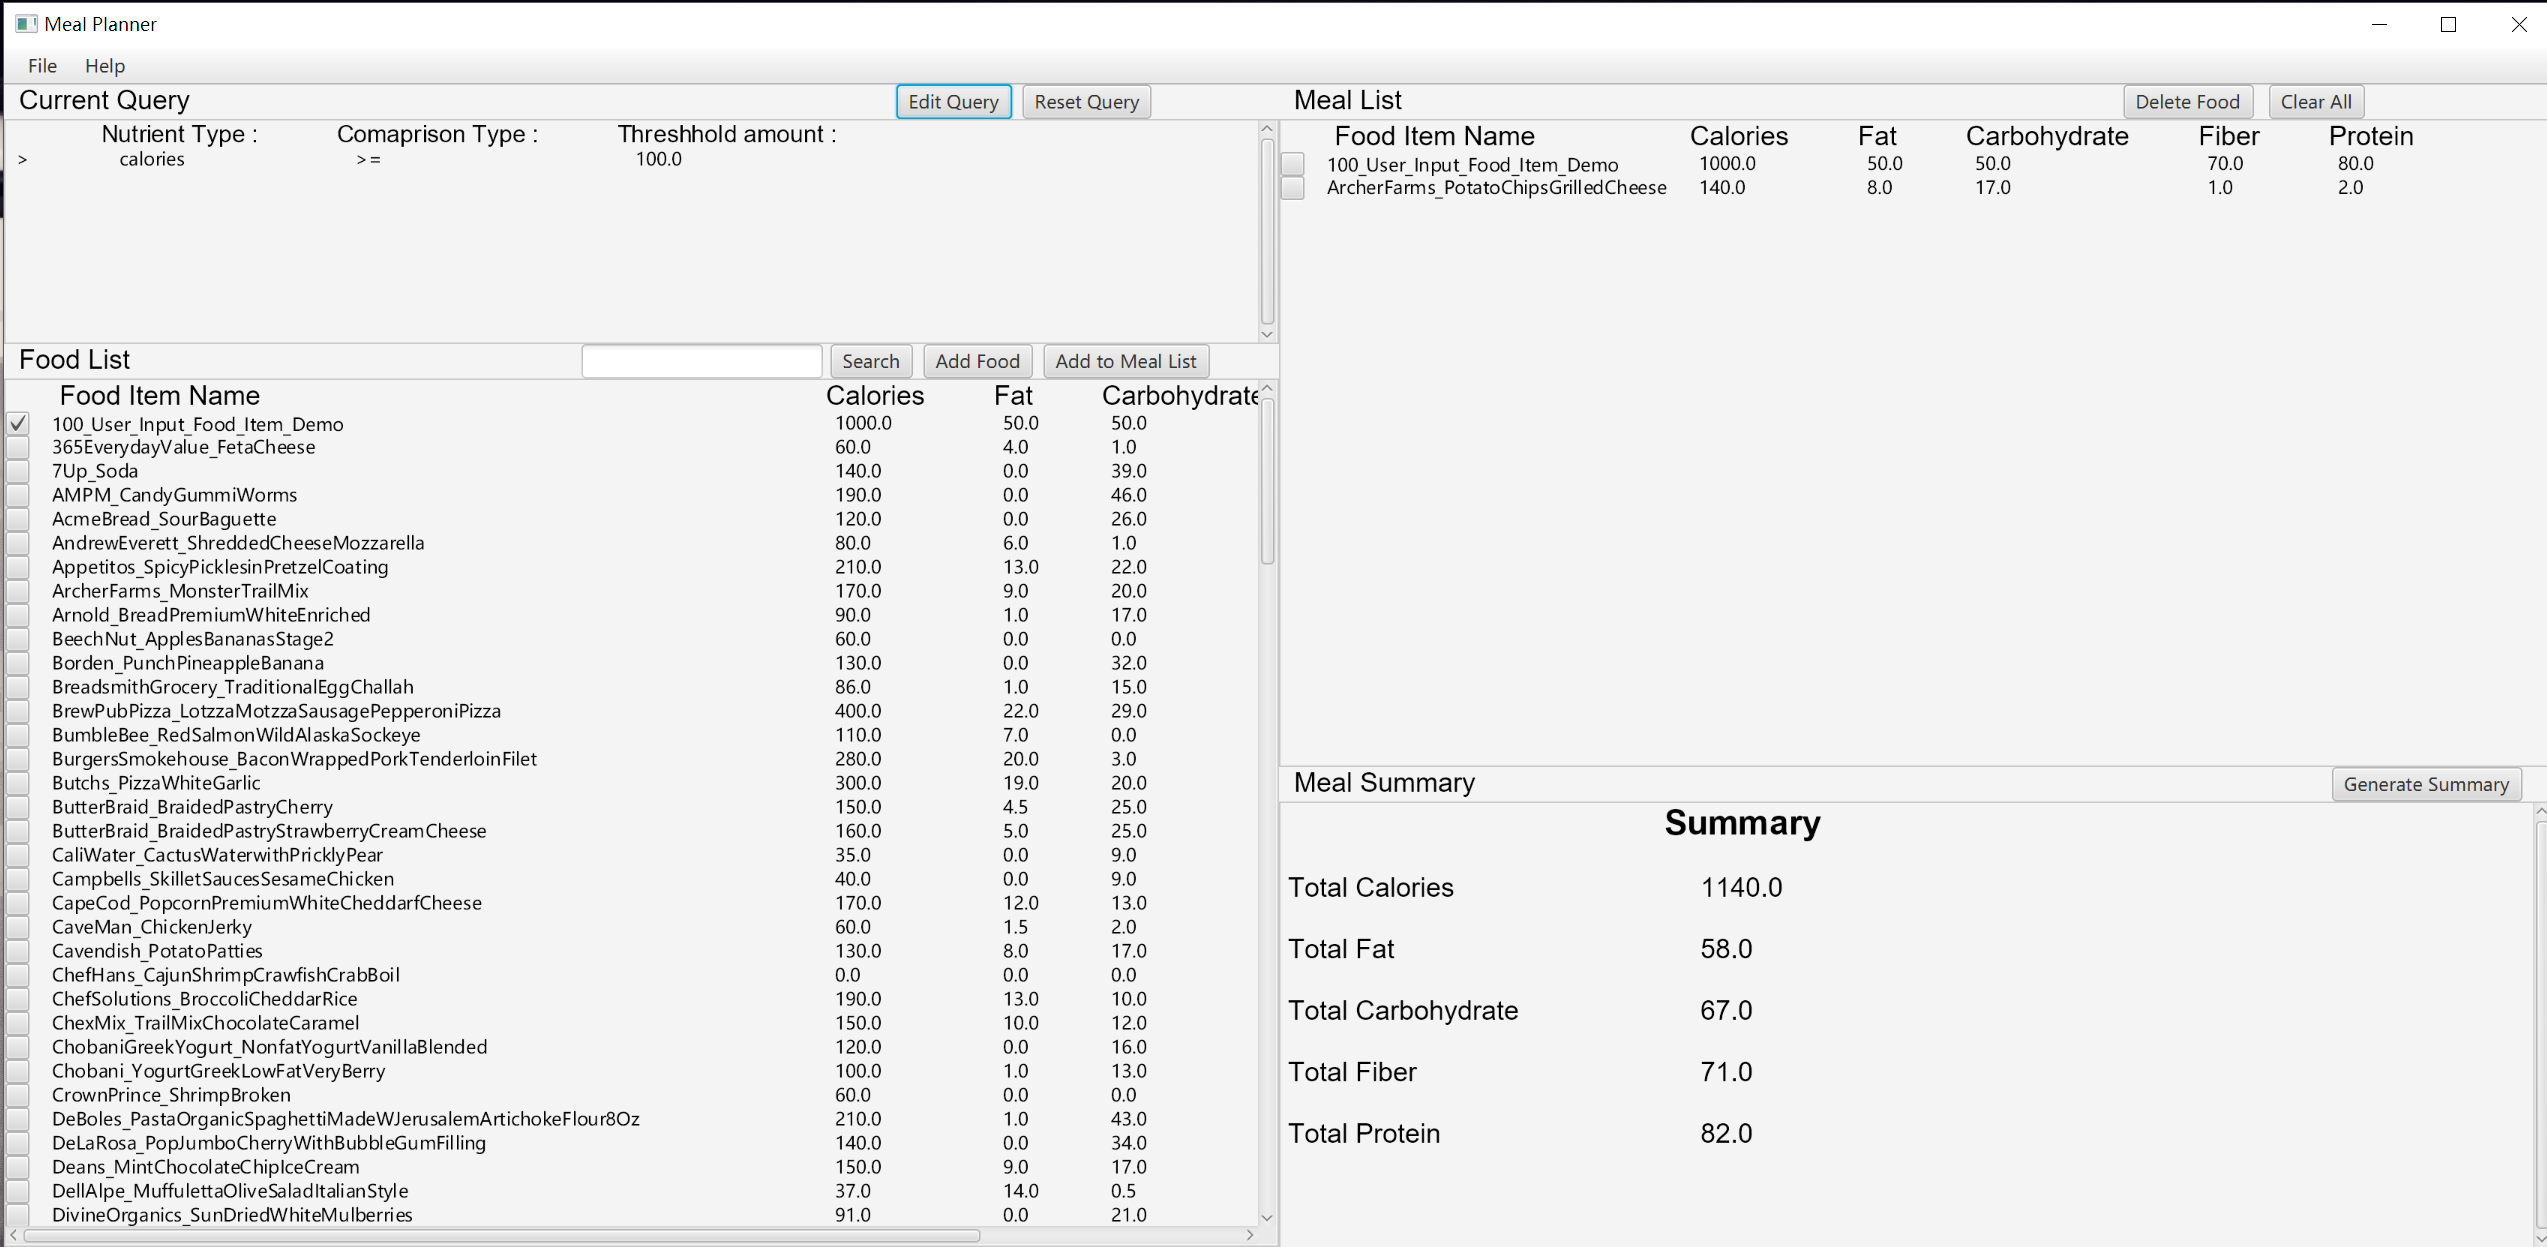 Meal Planner
File Help
Current Query Edit Query Reset Query
Nutrient Type : Comaprison Type : Threshhold amount :
> calories >= 100.0
Food List Search Add Food Add to Meal List
Food Item Name Calories Fat Carbohydrate
100_User_Input_Food_Item_Demo 1000.0 50.0 50.0
365EverydayValue_FetaCheese 60.0 4.0 1.0
7Up_Soda 140.0 0.0 39.0
AMPM_CandyGummiWorms 190.0 0.0 46.0
AcmeBread_SourBaguette 120.0 0.0 26.0
AndrewEverett_ShreddedCheeseMozzarella 80.0 6.0 1.0
Appetitos_SpicyPicklesinPretzelCoating 210.0 13.0 22.0
ArcherFarms_MonsterTrailMix 170.0 9.0 20.0
Arnold_BreadPremiumWhiteEnriched 90.0 1.0 17.0
BeechNut_ApplesBananasStage2 60.0 0.0 0.0
Borden_PunchPineappleBanana 130.0 0.0 32.0
BreadsmithGrocery_TraditionalEggChallah 86.0 1.0 15.0
BrewPubPizza_LotzzaMotzzaSausagePepperoniPizza 400.0 22.0 29.0
BumbleBee_RedSalmonWildAlaskaSockeye 110.0 7.0 0.0
BurgersSmokehouse_BaconWrappedPorkTenderloinFilet 280.0 20.0 3.0
Butchs_PizzaWhiteGarlic 300.0 19.0 20.0
ButterBraid_BraidedPastryCherry 150.0 4.5 25.0
ButterBraid_BraidedPastryStrawberryCreamCheese 160.0 5.0 25.0
CaliWater_CactusWaterwithPricklyPear 35.0 0.0 9.0
Campbells_SkilletSaucesSesameChicken 40.0 0.0 9.0
CapeCod_PopcornPremiumWhiteCheddarfCheese 170.0 12.0 13.0
CaveMan_ChickenJerky 60.0 1.5 2.0
Cavendish_PotatoPatties 130.0 8.0 17.0
ChefHans_CajunShrimpCrawfishCrabBoil 0.0 0.0 0.0
ChefSolutions_BroccoliCheddarRice 190.0 13.0 10.0
ChexMix_TrailMixChocolateCaramel 150.0 10.0 12.0
ChobaniGreekYogurt_NonfatYogurtVanillaBlended 120.0 0.0 16.0
Chobani_YogurtGreekLowFatVeryBerry 100.0 1.0 13.0
CrownPrince_ShrimpBroken 60.0 0.0 0.0
DeBoles_PastaOrganicSpaghettiMadeWJerusalemArtichokeFlour8Oz 210.0 1.0 43.0
DeLaRosa_PopJumboCherryWithBubbleGumFilling 140.0 0.0 34.0
Deans_MintChocolateChipIceCream 150.0 9.0 17.0
DellAlpe_MuffulettaOliveSaladItalianStyle 37.0 14.0 0.5
DivineOrganics_SunDriedWhiteMulberries 91.0 0.0 21.0
Meal List Delete Food Clear All
Food Item Name Calories Fat Carbohydrate Fiber Protein
100_User_Input_Food_Item_Demo 1000.0 50.0 50.0 70.0 80.0
ArcherFarms_PotatoChipsGrilledCheese 140.0 8.0 17.0 1.0 2.0
Meal Summary Generate Summary
Summary
Total Calories 1140.0
Total Fat 58.0
Total Carbohydrate 67.0
Total Fiber 71.0
Total Protein 82.0